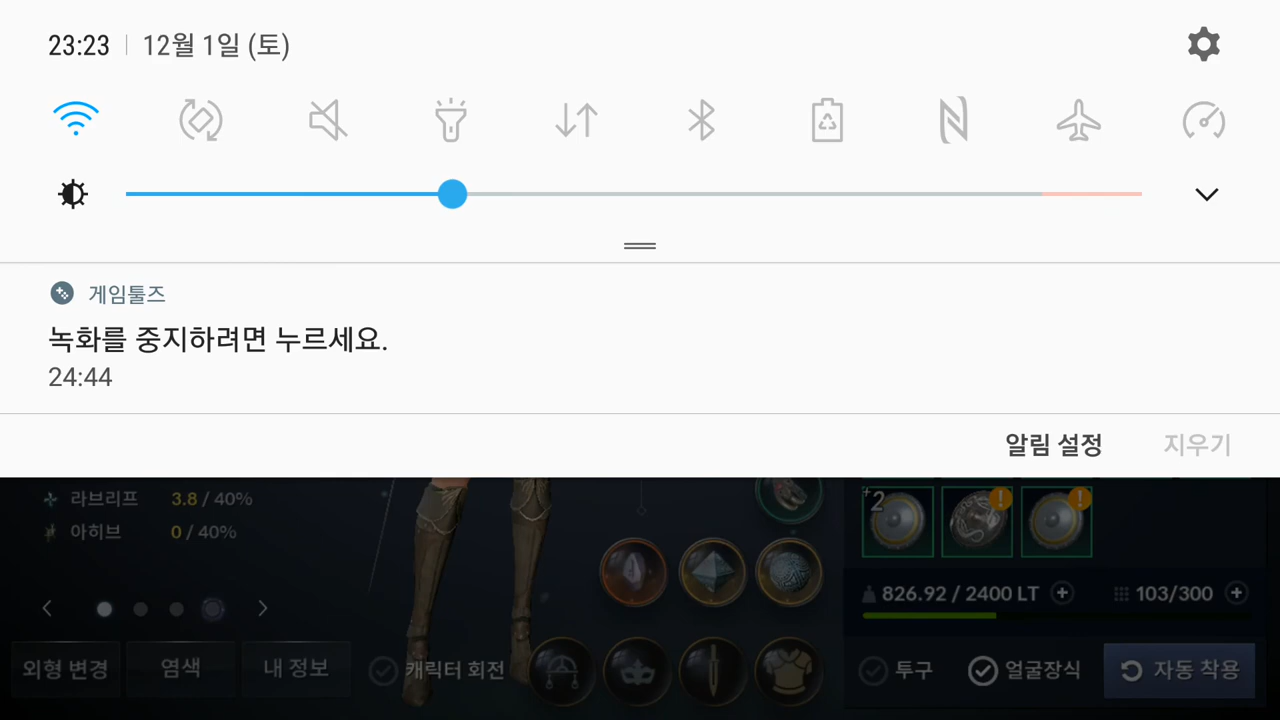 23:23 | 12월 1일 (토)
게임툴즈
녹화를 중지하려면 누르세요.
24:44
알림 설정 지우기
라브리프 3.8 / 40%
아히브 0 / 40%
+2
826.92 / 2400 LT
103/300
외형 변경
염색
내 정보
캐릭터 회전
투구
얼굴장식
자동 착용